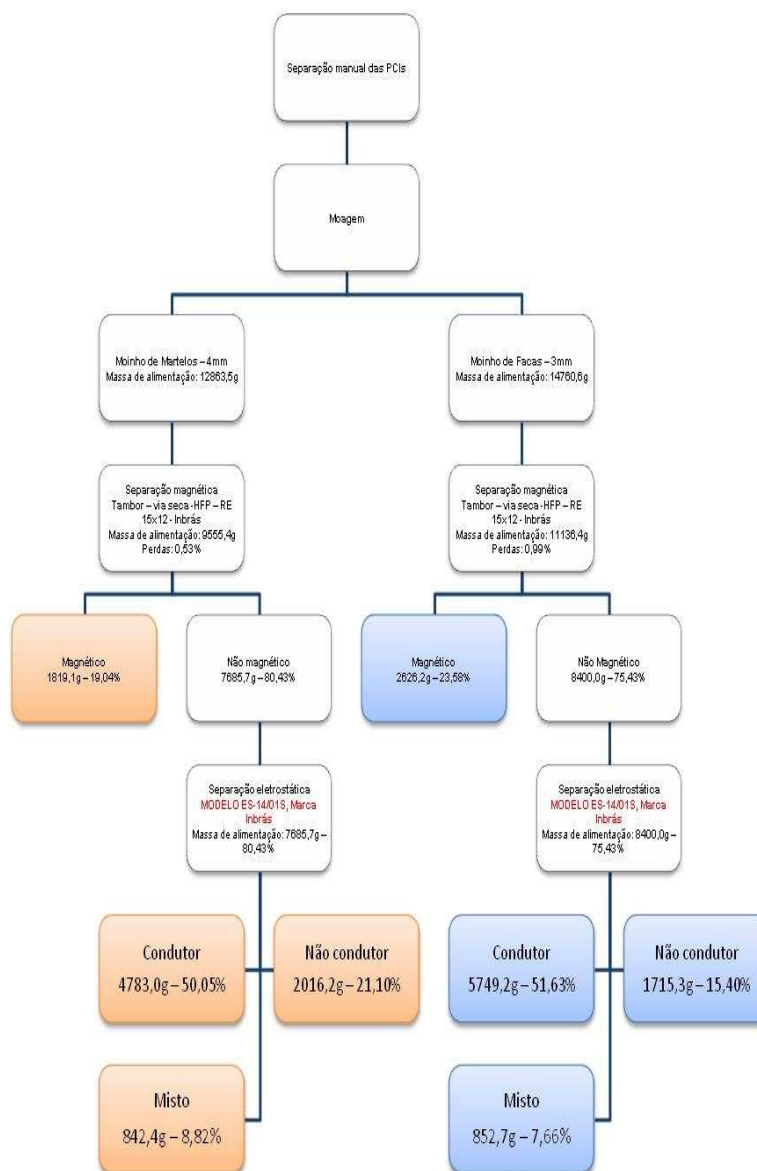 Separação manual das PCIs
Moagem
Moinho de Martelos – 4mm
Massa de alimentação: 12863,5g
Moinho de Facas – 3mm
Massa de alimentação: 14760,6g
Separação magnética
Tambor – via seca -HFP – RE
15x12 - Inbrás
Massa de alimentação: 9555,4g
Perdas: 0,53%
Separação magnética
Tambor – via seca -HFP – RE
15x12 - Inbrás
Massa de alimentação: 11136,4g
Perdas: 0,99%
Magnético
1819,1g – 19,04%
Não magnético
7685,7g – 80,43%
Magnético
2626,2g – 23,58%
Não Magnético
8400,0g – 75,43%
Separação eletrostática
MODELO ES-14/01S, Marca
Inbrás
Massa de alimentação: 7685,7g –
80,43%
Separação eletrostática
MODELO ES-14/01S, Marca
Inbrás
Massa de alimentação: 8400,0g –
75,43%
Condutor
4783,0g – 50,05%
Não condutor
2016,2g – 21,10%
Condutor
5749,2g – 51,63%
Não condutor
1715,3g – 15,40%
Misto
842,4g – 8,82%
Misto
852,7g – 7,66%